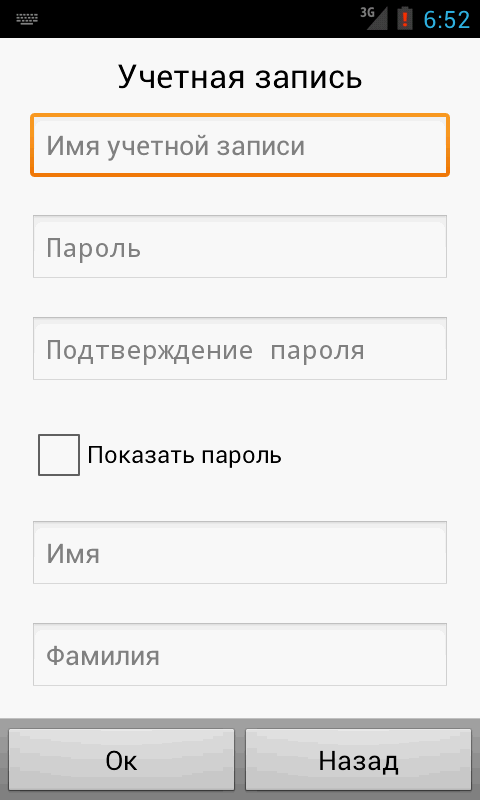 3G 6:52
Учетная запись
Имя учетной записи
Пароль
Подтверждение пароля
Показать пароль
Имя
Фамилия
Ок Назад